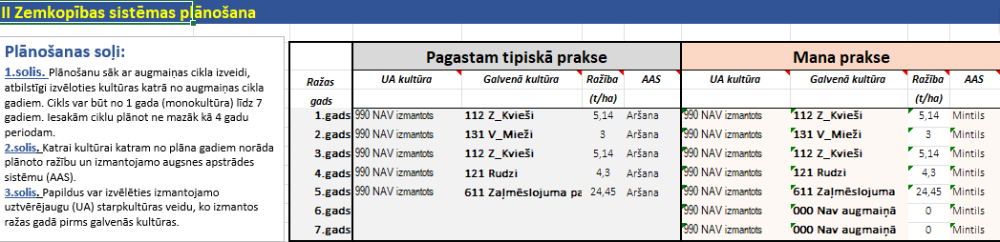 II Zemkopības sistēmas plānošana
Plānošanas soļi:
1.solis. Plānošanu sāk ar augmaiņas cikla izveidi,
atbilstīgi izvēloties kultūras katrā no augmaiņas cikla
gadiem. Cikls var būt no 1 gada (monokultūra) līdz 7
gadiem. Iesakām ciklu plānot ne mazāk kā 4 gadu
periodam.
2.solis. Katrai kultūrai katram no plāna gadiem norāda
plānoto ražību un izmantojamo augsnes apstrādes
sistēmu (AAS).
3.solis. Papildus var izvēlēties izmantojamo
uztvērējaugu (UA) starpkultūras veidu, ko izmantos
ražas gadā pirms galvenās kultūras.
Pagastam tipiskā prakse Mana prakse
Ražas gads UA kultūra Galvenā kultūra Ražība (t/ha) AAS UA kultūra Galvenā kultūra Ražība (t/ha) AAS
1.gads 990 NAV izmantots 112 Z_Kvieši 5,14 Aršana 990 NAV izmantots 112 Z_Kvieši 5,14 Mintils
2.gads 990 NAV izmantots 131 V_Mieži 3 Aršana 990 NAV izmantots 131 V_Mieži 3 Mintils
3.gads 990 NAV izmantots 112 Z_Kvieši 5,14 Aršana 990 NAV izmantots 112 Z_Kvieši 5,14 Mintils
4.gads 990 NAV izmantots 121 Rudzi 4,3 Aršana 990 NAV izmantots 121 Rudzi 4,3 Mintils
5.gads 990 NAV izmantots 611 Zaļmēslojuma pa 24,45 Aršana 990 NAV izmantots 611 Zaļmēslojuma 24,45 Mintils
6.gads 990 NAV izmantots 000 Nav augmaiņā 0 Mintils
7.gads 990 NAV izmantots 000 Nav augmaiņā 0 Mintils